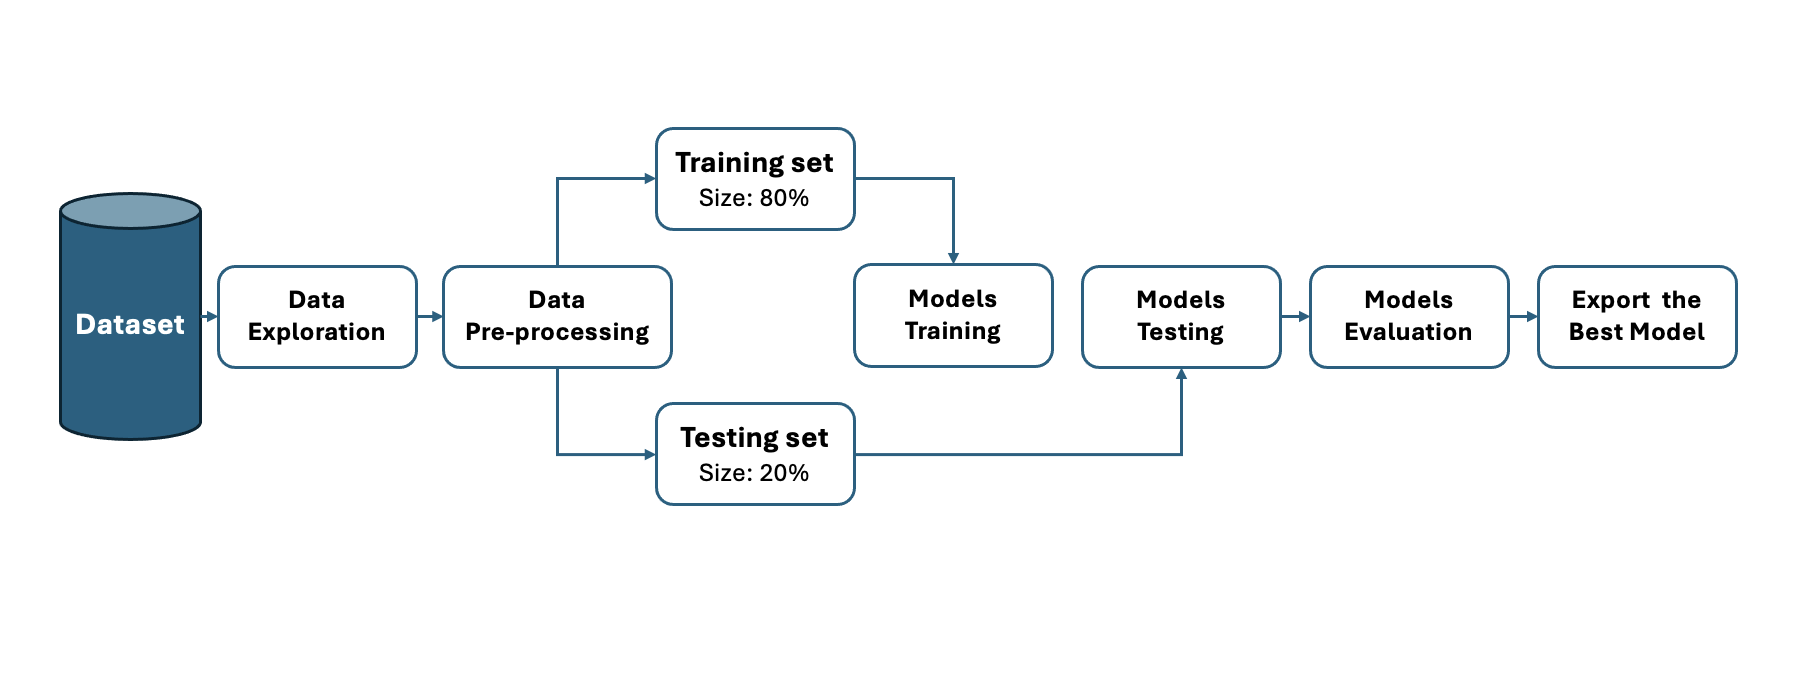 Dataset
Data
Exploration
Data
Pre-processing
Training set
Size: 80%
Testing set
Size: 20%
Models
Training
Models
Testing
Models
Evaluation
Export the
Best Model